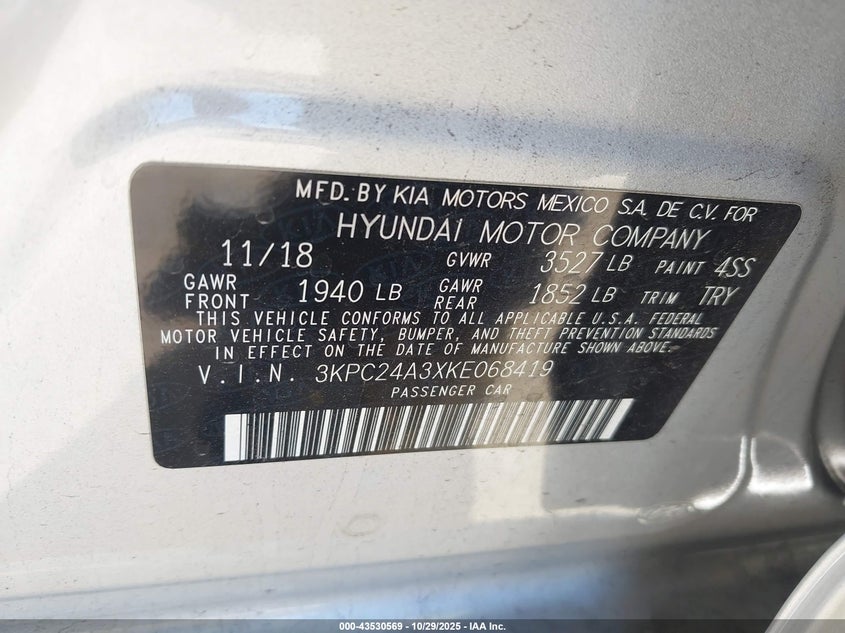 MFD. BY KIA MOTORS MEXICO S.A. DE C.V. FOR
HYUNDAI MOTOR COMPANY
11/18 GVWR 3527 LB PAINT 4SS
GAWR FRONT 1940 LB GAWR REAR 1852 LB TRIM TRY
THIS VEHICLE CONFORMS TO ALL APPLICABLE U.S.A. FEDERAL
MOTOR VEHICLE SAFETY, BUMPER, AND THEFT PREVENTION STANDARDS
IN EFFECT ON THE DATE OF MANUFACTURE SHOWN ABOVE.
V.I.N. 3KPC24A3XKE068419
PASSENGER CAR
000-43530569 | 10/29/2025 - IAA Inc.